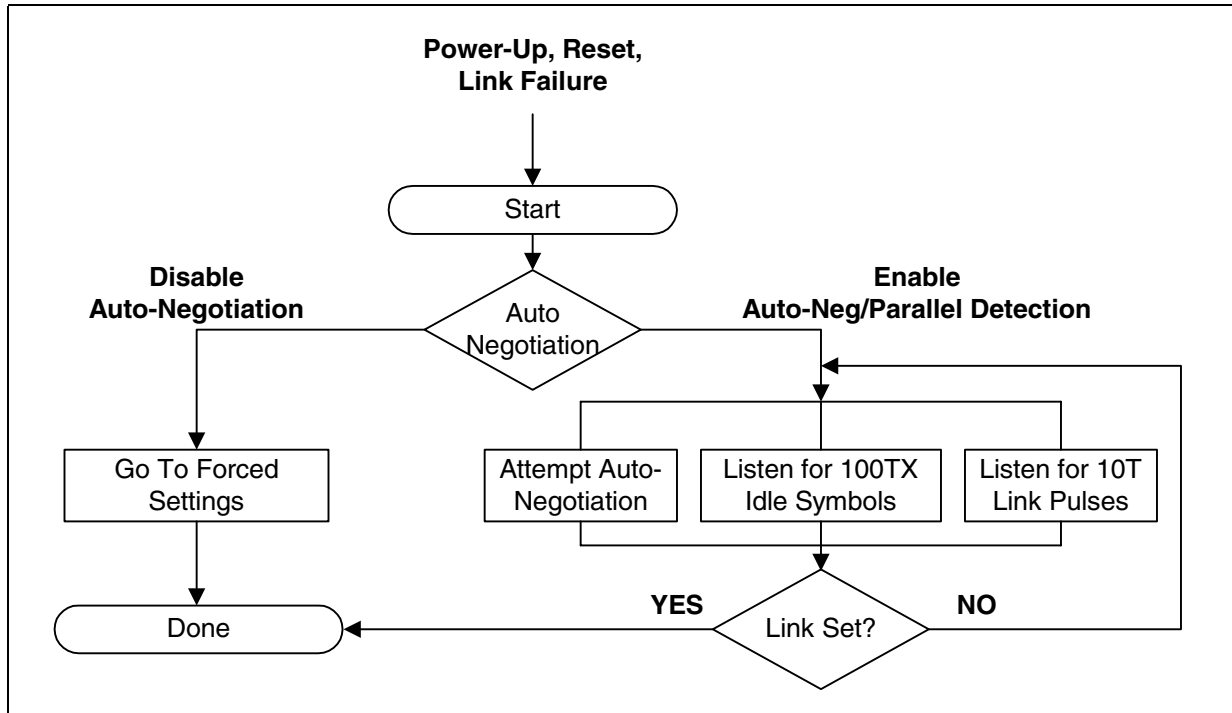 Power-Up, Reset,
Link Failure
Start
Disable
Auto-Negotiation
Enable
Auto-Neg/Parallel Detection
Auto
Negotiation
Go To Forced
Settings
Attempt Auto-
Negotiation
Listen for 100TX
Idle Symbols
Listen for 10T
Link Pulses
YES
NO
Done
Link Set?